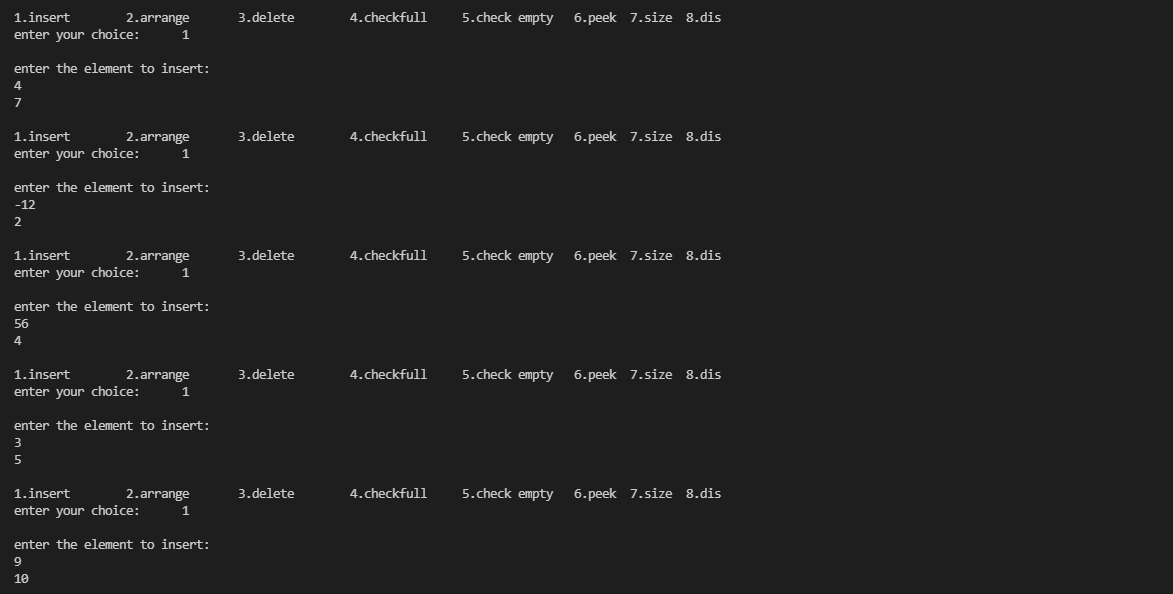 1.insert 2.arrange 3.delete 4.checkfull 5.check empty 6.peek 7.size 8.dis
enter your choice: 1
enter the element to insert:
4
7
1.insert 2.arrange 3.delete 4.checkfull 5.check empty 6.peek 7.size 8.dis
enter your choice: 1
enter the element to insert:
-12
2
1.insert 2.arrange 3.delete 4.checkfull 5.check empty 6.peek 7.size 8.dis
enter your choice: 1
enter the element to insert:
56
4
1.insert 2.arrange 3.delete 4.checkfull 5.check empty 6.peek 7.size 8.dis
enter your choice: 1
enter the element to insert:
3
5
1.insert 2.arrange 3.delete 4.checkfull 5.check empty 6.peek 7.size 8.dis
enter your choice: 1
enter the element to insert:
9
10